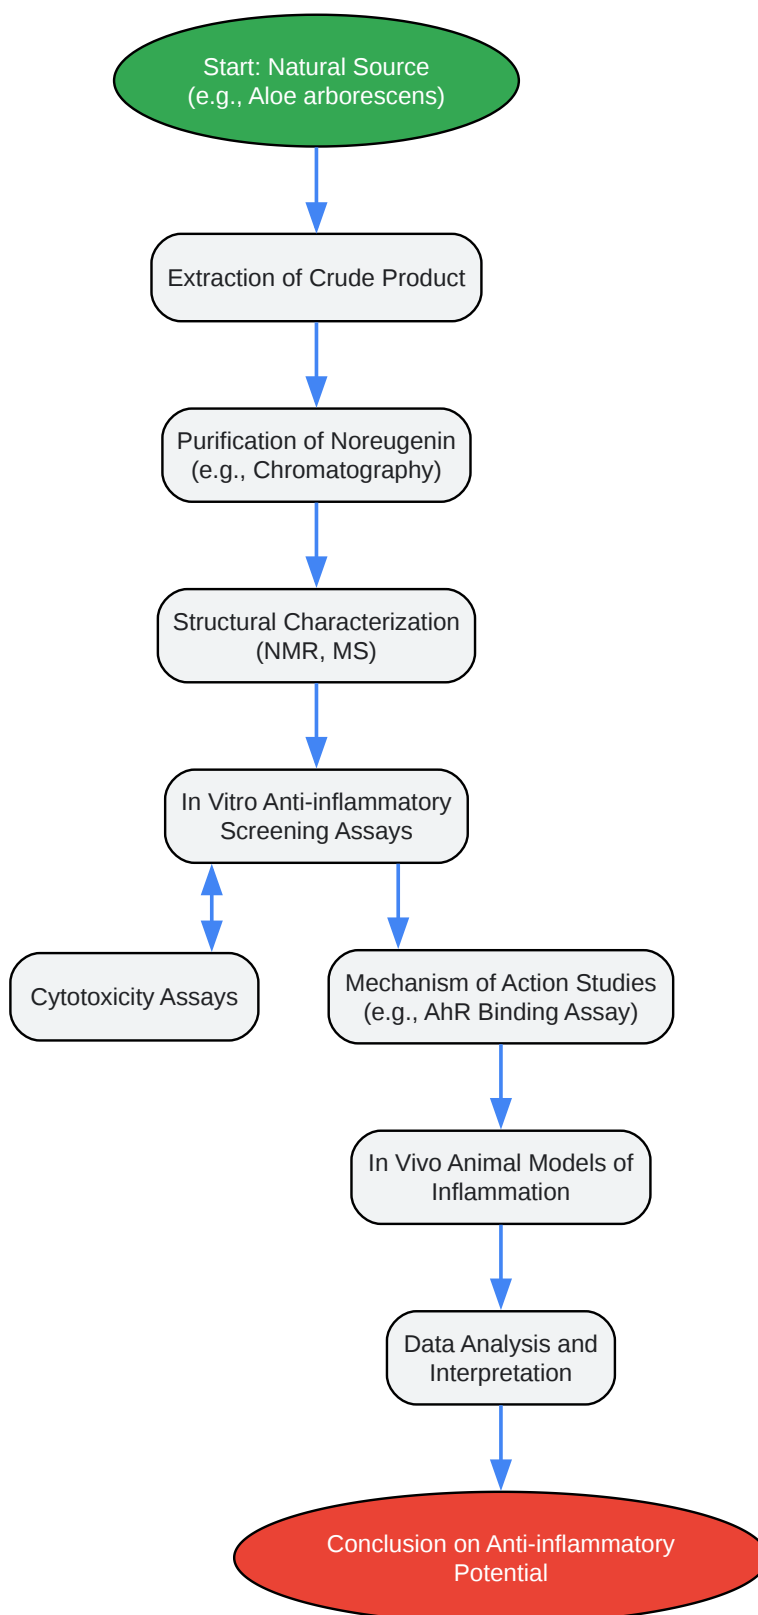 Start: Natural Source
(e.g., Aloe arborescens)
Extraction of Crude Product
Purification of Noreugenin
(e.g., Chromatography)
Structural Characterization
(NMR, MS)
In Vitro Anti-inflammatory
Screening Assays
Cytotoxicity Assays
Mechanism of Action Studies
(e.g., AhR Binding Assay)
In Vivo Animal Models of
Inflammation
Data Analysis and
Interpretation
Conclusion on Anti-inflammatory
Potential